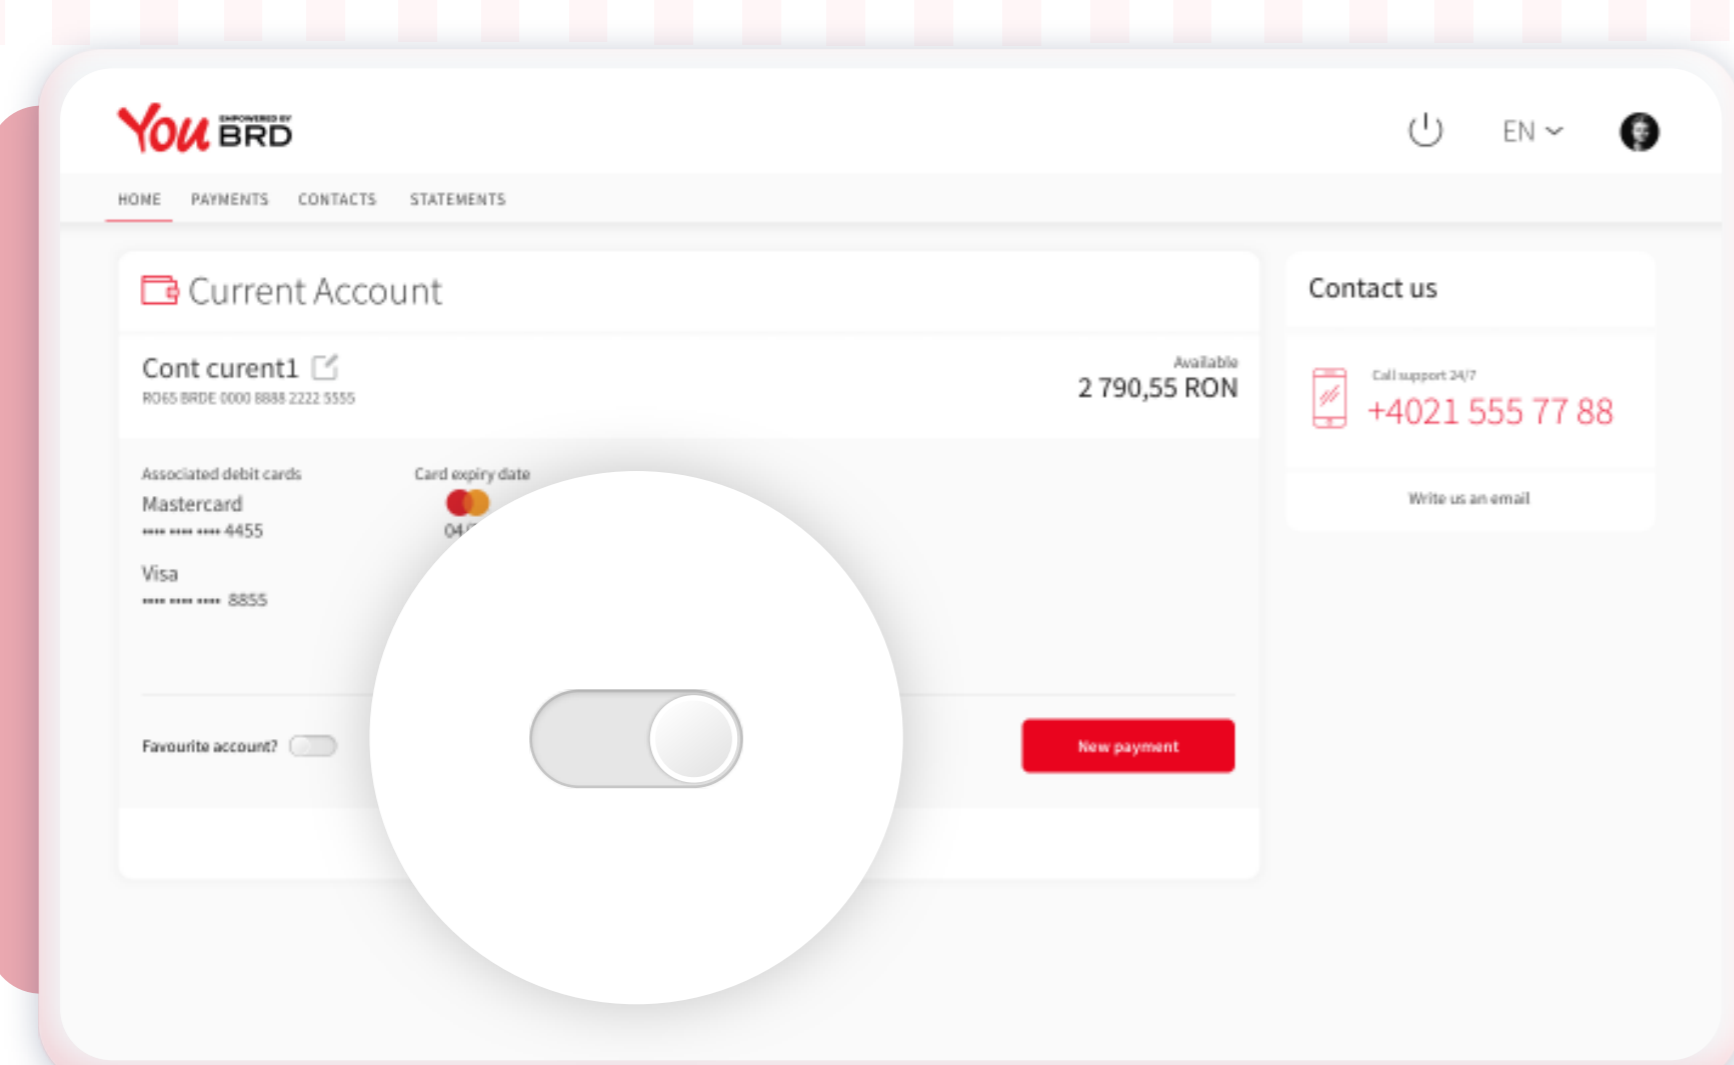 You EMPOWERED BY
BRD
EN
HOME PAYMENTS CONTACTS STATEMENTS
Current Account
Cont curent1
RO65 BRDE 0000 8888 2222 5555
Available
2 790,55 RON
Associated debit cards
Mastercard
•••• •••• •••• 4455
Visa
•••• •••• •••• 8855
Card expiry date
04/
Favourite account?
New payment
Contact us
Call support 24/7
+4021 555 77 88
Write us an email